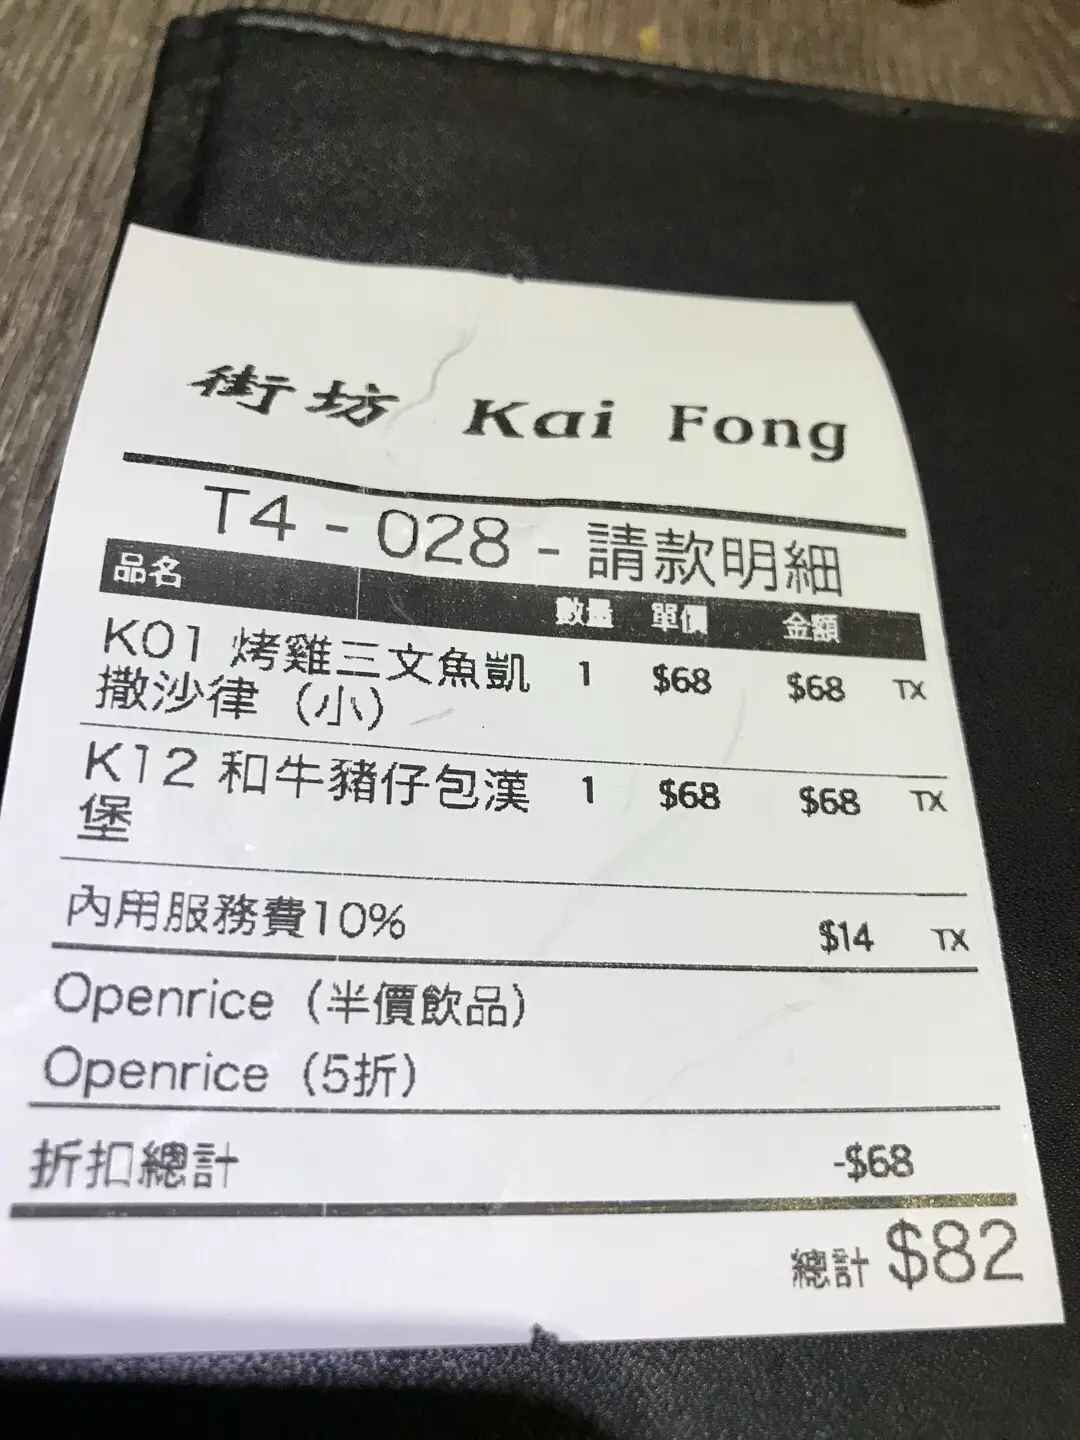 街坊 Kai Fong
T4 - 028 - 請款明細
品名 數量 單價 金額
K01 烤雞三文魚凱 1 $68 $68 TX
撒沙律 (小)
K12 和牛豬仔包漢 1 $68 $68 TX
堡
內用服務費10% $14 TX
Openrice (半價飲品)
Openrice (5折)
折扣總計 -$68
總計 $82